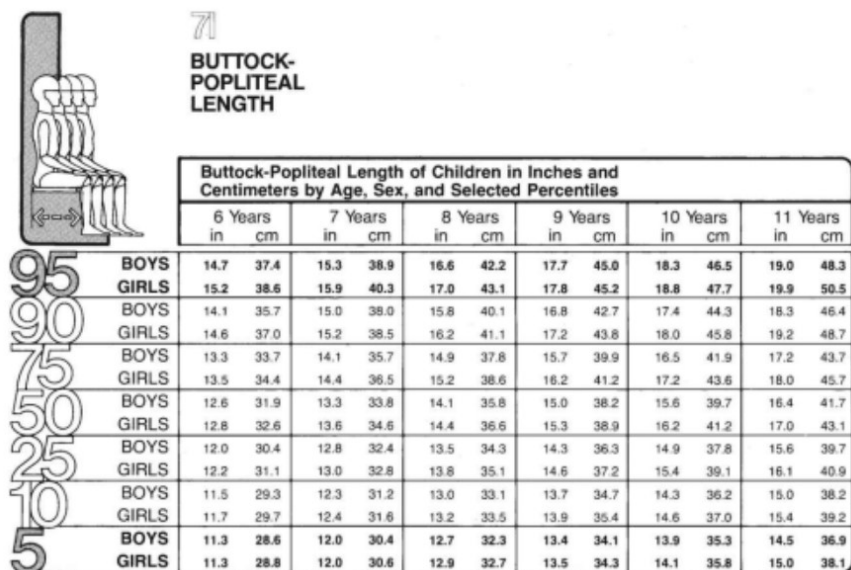 7I
BUTTOCK-
POPLITEAL
LENGTH
Buttock-Popliteal Length of Children in Inches and
Centimeters by Age, Sex, and Selected Percentiles
6 Years 7 Years 8 Years 9 Years 10 Years 11 Years
in cm in cm in cm in cm in cm in cm
95 BOYS 14.7 37.4 15.3 38.9 16.6 42.2 17.7 45.0 18.3 46.5 19.0 48.3
GIRLS 15.2 38.6 15.9 40.3 17.0 43.1 17.8 45.2 18.8 47.7 19.9 50.5
90 BOYS 14.1 35.7 15.0 38.0 15.8 40.1 16.8 42.7 17.4 44.3 18.3 46.4
GIRLS 14.6 37.0 15.2 38.5 16.2 41.1 17.2 43.8 18.0 45.8 19.2 48.7
75 BOYS 13.3 33.7 14.1 35.7 14.9 37.8 15.7 39.9 16.5 41.9 17.2 43.7
GIRLS 13.5 34.4 14.4 36.5 15.2 38.6 16.2 41.2 17.2 43.6 18.0 45.7
50 BOYS 12.6 31.9 13.3 33.8 14.1 35.8 15.0 38.2 15.6 39.7 16.4 41.7
GIRLS 12.8 32.6 13.6 34.6 14.4 36.6 15.3 38.9 16.2 41.2 17.0 43.1
25 BOYS 12.0 30.4 12.8 32.4 13.5 34.3 14.3 36.3 14.9 37.8 15.6 39.7
GIRLS 12.2 31.1 13.0 32.8 13.8 35.1 14.6 37.2 15.4 39.1 16.1 40.9
10 BOYS 11.5 29.3 12.3 31.2 13.0 33.1 13.7 34.7 14.3 36.2 15.0 38.2
GIRLS 11.7 29.7 12.4 31.6 13.2 33.5 13.9 35.4 14.6 37.0 15.4 39.2
5 BOYS 11.3 28.6 12.0 30.4 12.7 32.3 13.4 34.1 13.9 35.3 14.5 36.9
GIRLS 11.3 28.8 12.0 30.6 12.9 32.7 13.5 34.3 14.1 35.8 15.0 38.1